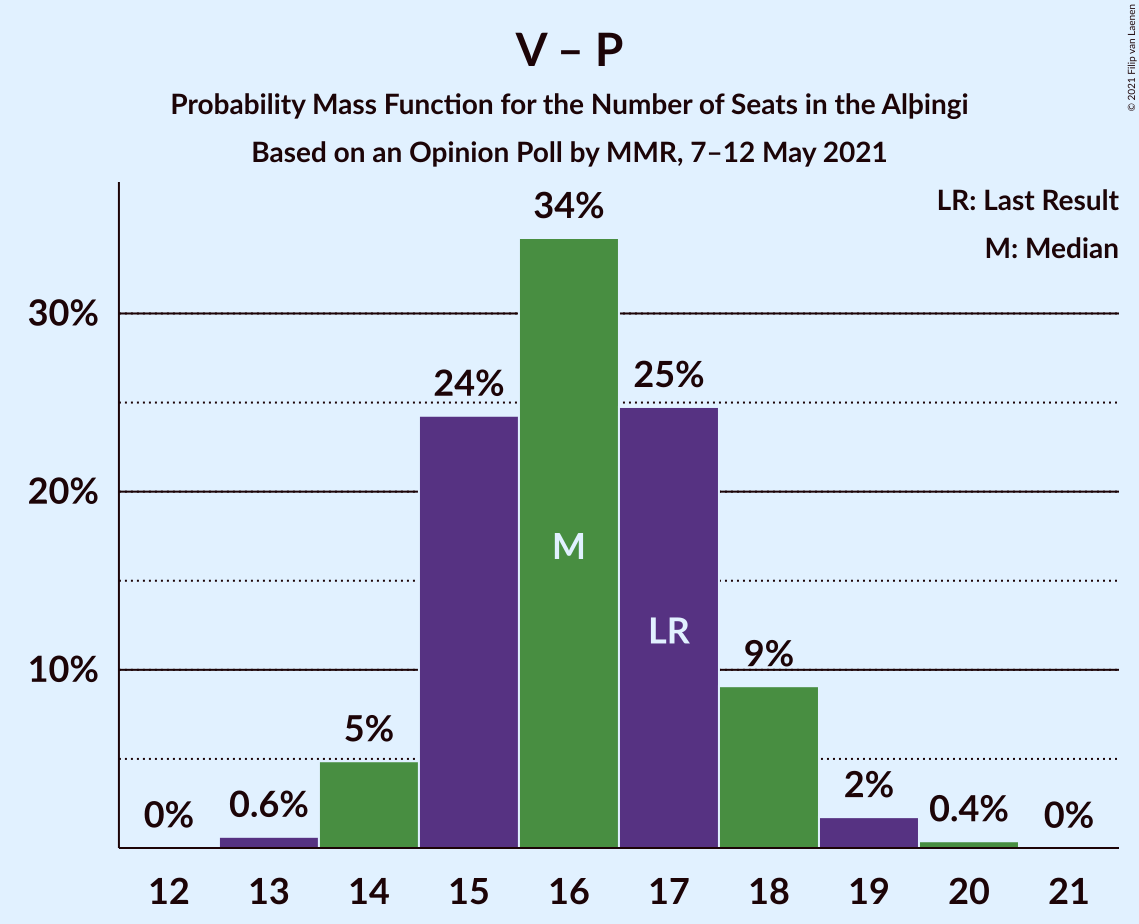 V – P
Probability Mass Function for the Number of Seats in the Alþingi
Based on an Opinion Poll by MMR, 7–12 May 2021
© 2021 Filip van Laenen
LR: Last Result
M: Median
34%
30%
25%
24%
20%
M
LR
10%
9%
5%
2%
0.6%
0.4%
0%
0%
12 13 14 15 16 17 18 19 20 21